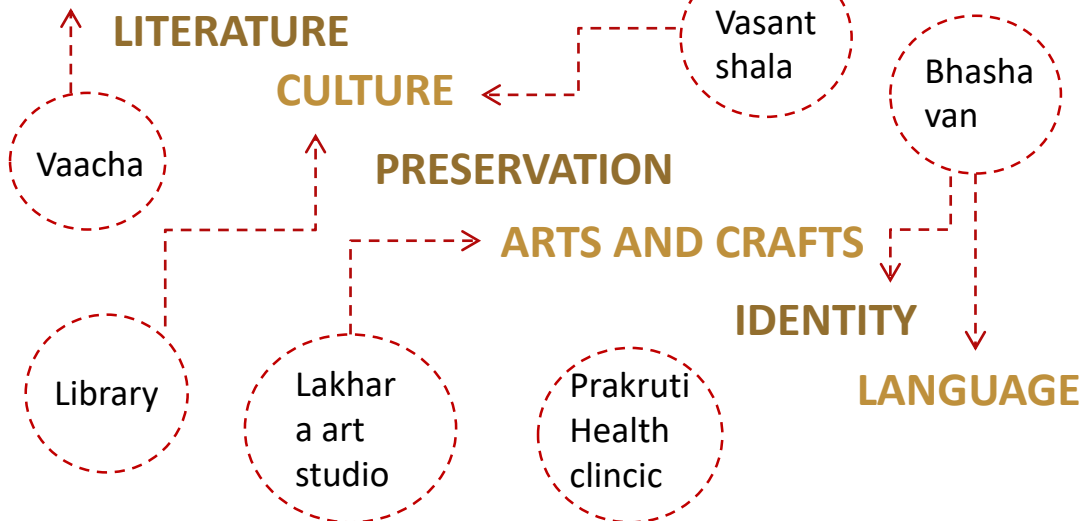 LITERATURE
Vasant
shala
CULTURE
Bhasha
van
Vaacha
PRESERVATION
ARTS AND CRAFTS
IDENTITY
Library
Lakhar
a art
studio
Prakruti
Health
clincic
LANGUAGE